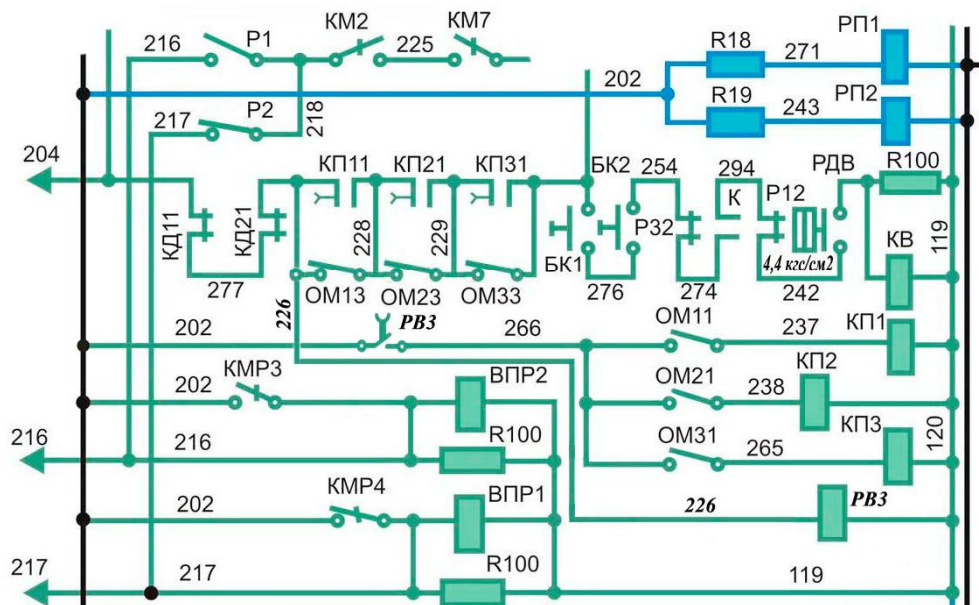 216 Р1 КМ2 225 КМ7 R18 271 РП1
202
217 Р2 218 R19 243 РП2
204 КП11 КП21 КП31 БК2 254 294 РДВ R100
К Р12
КД11 КД21 228 229 Р32 119
БК1 4,4 кгс/см2 КВ
277 ОМ13 ОМ23 ОМ33 276 274 242
226 РВ3
202 266 ОМ11 237 КП1
КМР3 ВПР2 ОМ21 КП2
202 238 КП3
216 216 R100 ОМ31 265 120
КМР4 ВПР1 226 РВ3
202
217 217 R100 119